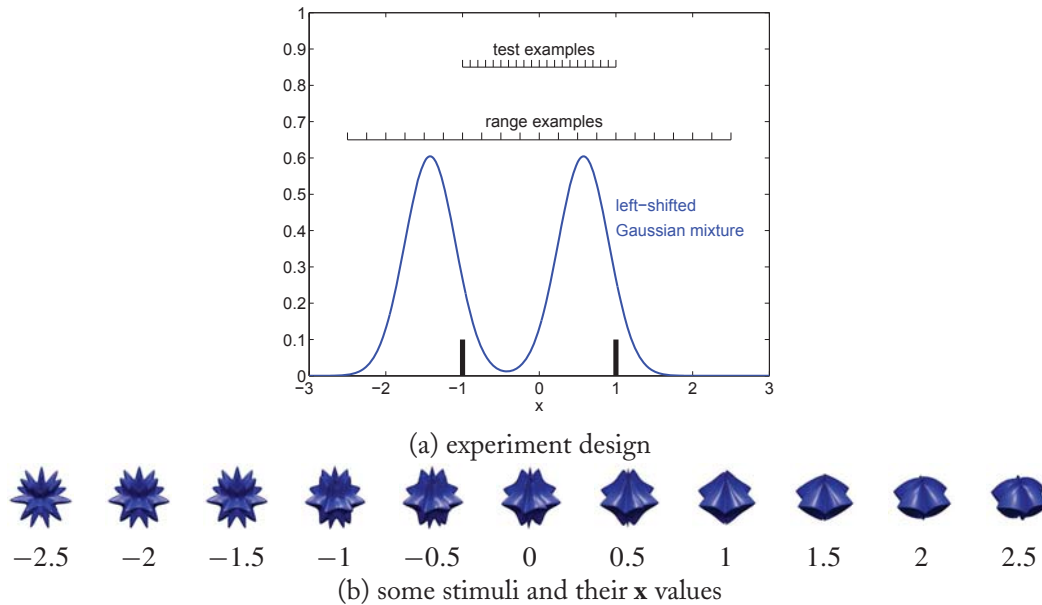 1
0.9
test examples
0.8
0.7
range examples
0.6
0.5
left−shifted
Gaussian mixture
0.4
0.3
0.2
0.1
0
−3 −2 −1 0 1 2 3
x
(a) experiment design
−2.5 −2 −1.5 −1 −0.5 0 0.5 1 1.5 2 2.5
(b) some stimuli and their x values